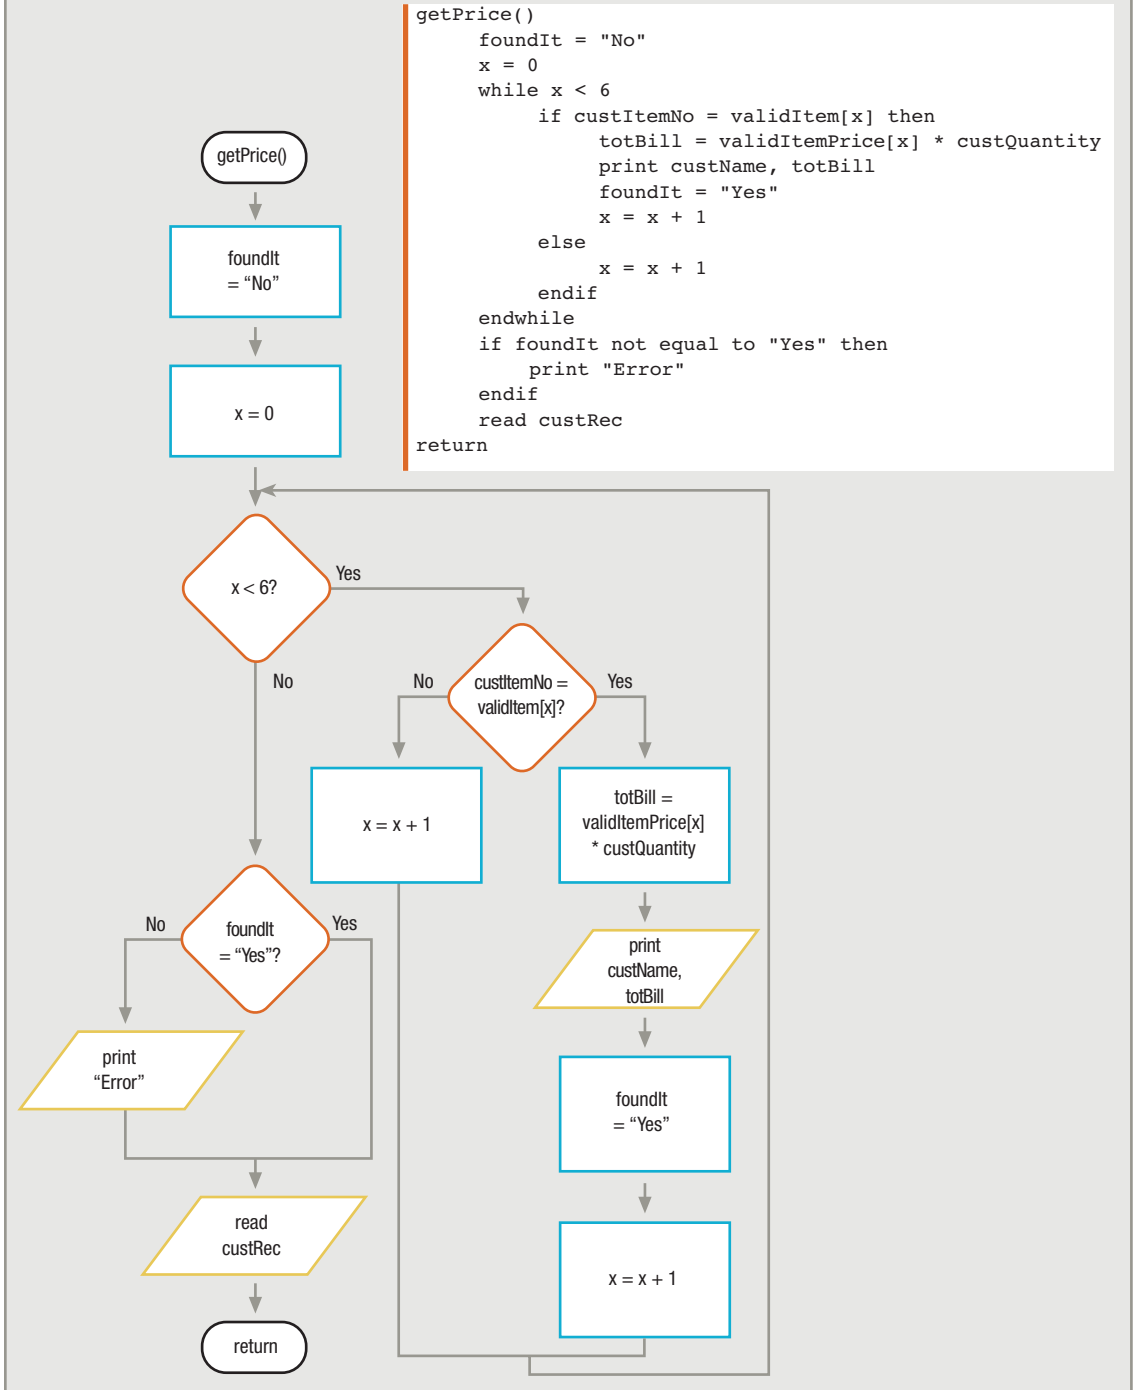 getPrice()
foundIt = "No"
x = 0
while x < 6
if custItemNo = validItem[x] then
totBill = validItemPrice[x] * custQuantity
print custName, totBill
foundIt = "Yes"
x = x + 1
else
x = x + 1
endif
endwhile
if foundIt not equal to "Yes" then
print "Error"
endif
read custRec
return
getPrice()
foundIt
= “No”
x = 0
x < 6?
Yes
No
custItemNo =
validItem[x]?
No
Yes
x = x + 1
totBill =
validItemPrice[x]
* custQuantity
print
custName,
totBill
foundIt
= “Yes”
x = x + 1
foundIt
= “Yes”?
No
Yes
print
“Error”
read
custRec
return